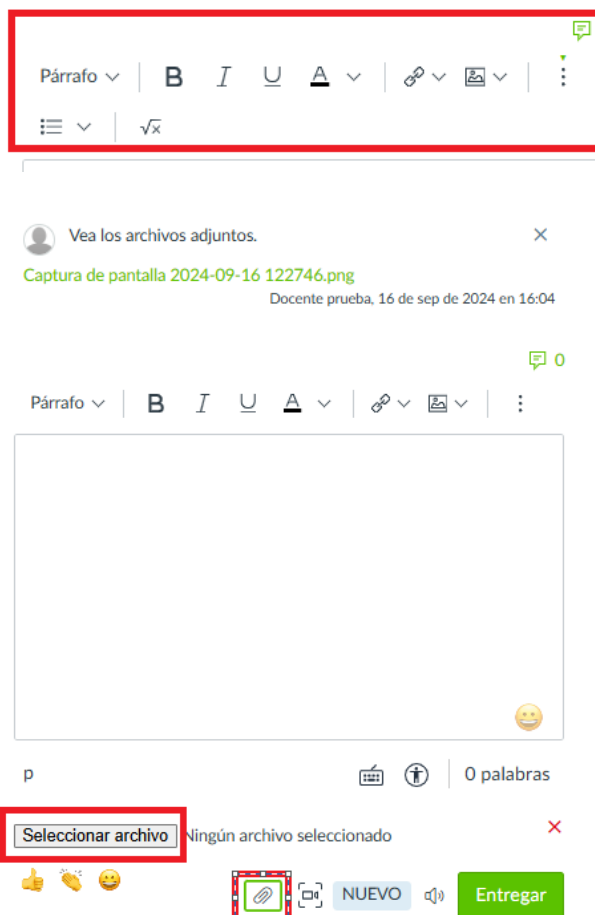 Párrafo B I U A
√x
Vea los archivos adjuntos.
Captura de pantalla 2024-09-16 122746.png
Docente prueba, 16 de sep de 2024 en 16:04
0
Párrafo B I U A
p 0 palabras
Seleccionar archivo Ningún archivo seleccionado
NUEVO Entregar